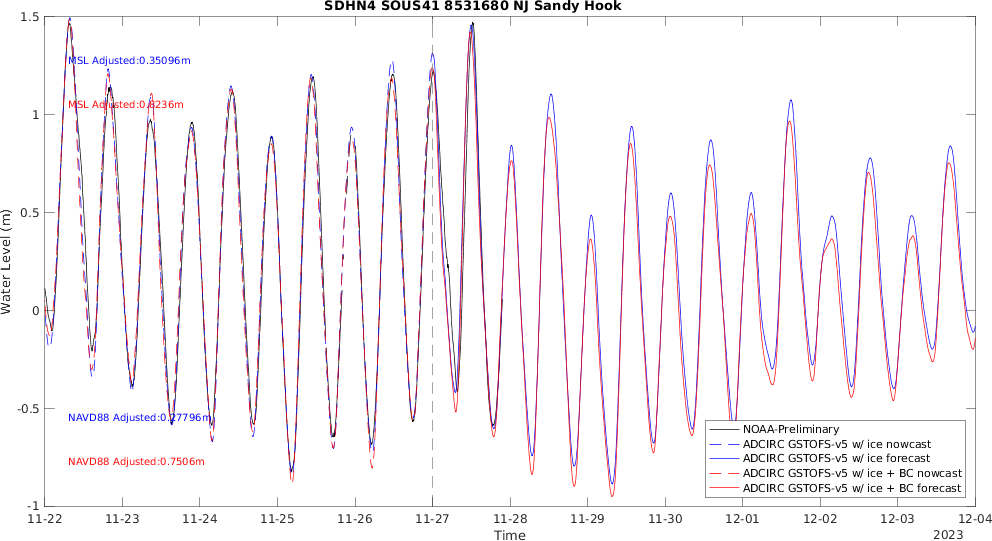 SDHN4 SOUS41 8531680 NJ Sandy Hook
1.5
1
0.5
0
-0.5
-1
Water Level (m)
MSL Adjusted:0.35096m
MSL Adjusted:0.8236m
NAVD88 Adjusted:0.27796m
NAVD88 Adjusted:0.7506m
NOAA-Preliminary
ADCIRC GSTOFS-v5 w/ ice nowcast
ADCIRC GSTOFS-v5 w/ ice forecast
ADCIRC GSTOFS-v5 w/ ice + BC nowcast
ADCIRC GSTOFS-v5 w/ ice + BC forecast
11-22 11-23 11-24 11-25 11-26 11-27 11-28 11-29 11-30 12-01 12-02 12-03 12-04
Time
2023